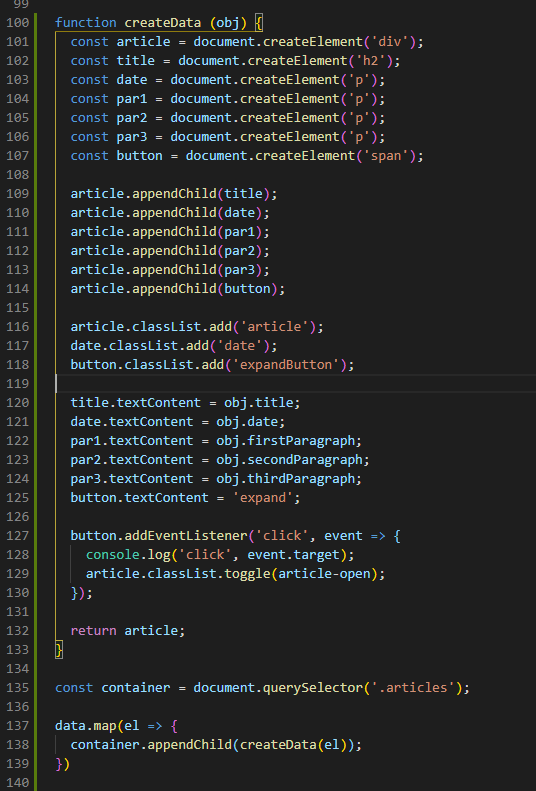 99
100 function createData (obj) {
101   const article = document.createElement('div');
102   const title = document.createElement('h2');
103   const date = document.createElement('p');
104   const par1 = document.createElement('p');
105   const par2 = document.createElement('p');
106   const par3 = document.createElement('p');
107   const button = document.createElement('span');
108
109   article.appendChild(title);
110   article.appendChild(date);
111   article.appendChild(par1);
112   article.appendChild(par2);
113   article.appendChild(par3);
114   article.appendChild(button);
115
116   article.classList.add('article');
117   date.classList.add('date');
118   button.classList.add('expandButton');
119
120   title.textContent = obj.title;
121   date.textContent = obj.date;
122   par1.textContent = obj.firstParagraph;
123   par2.textContent = obj.secondParagraph;
124   par3.textContent = obj.thirdParagraph;
125   button.textContent = 'expand';
126
127   button.addEventListener('click', event => {
128     console.log('click', event.target);
129     article.classList.toggle(article-open);
130   });
131
132   return article;
133 }
134
135 const container = document.querySelector('.articles');
136
137 data.map(el => {
138   container.appendChild(createData(el));
139 })
140